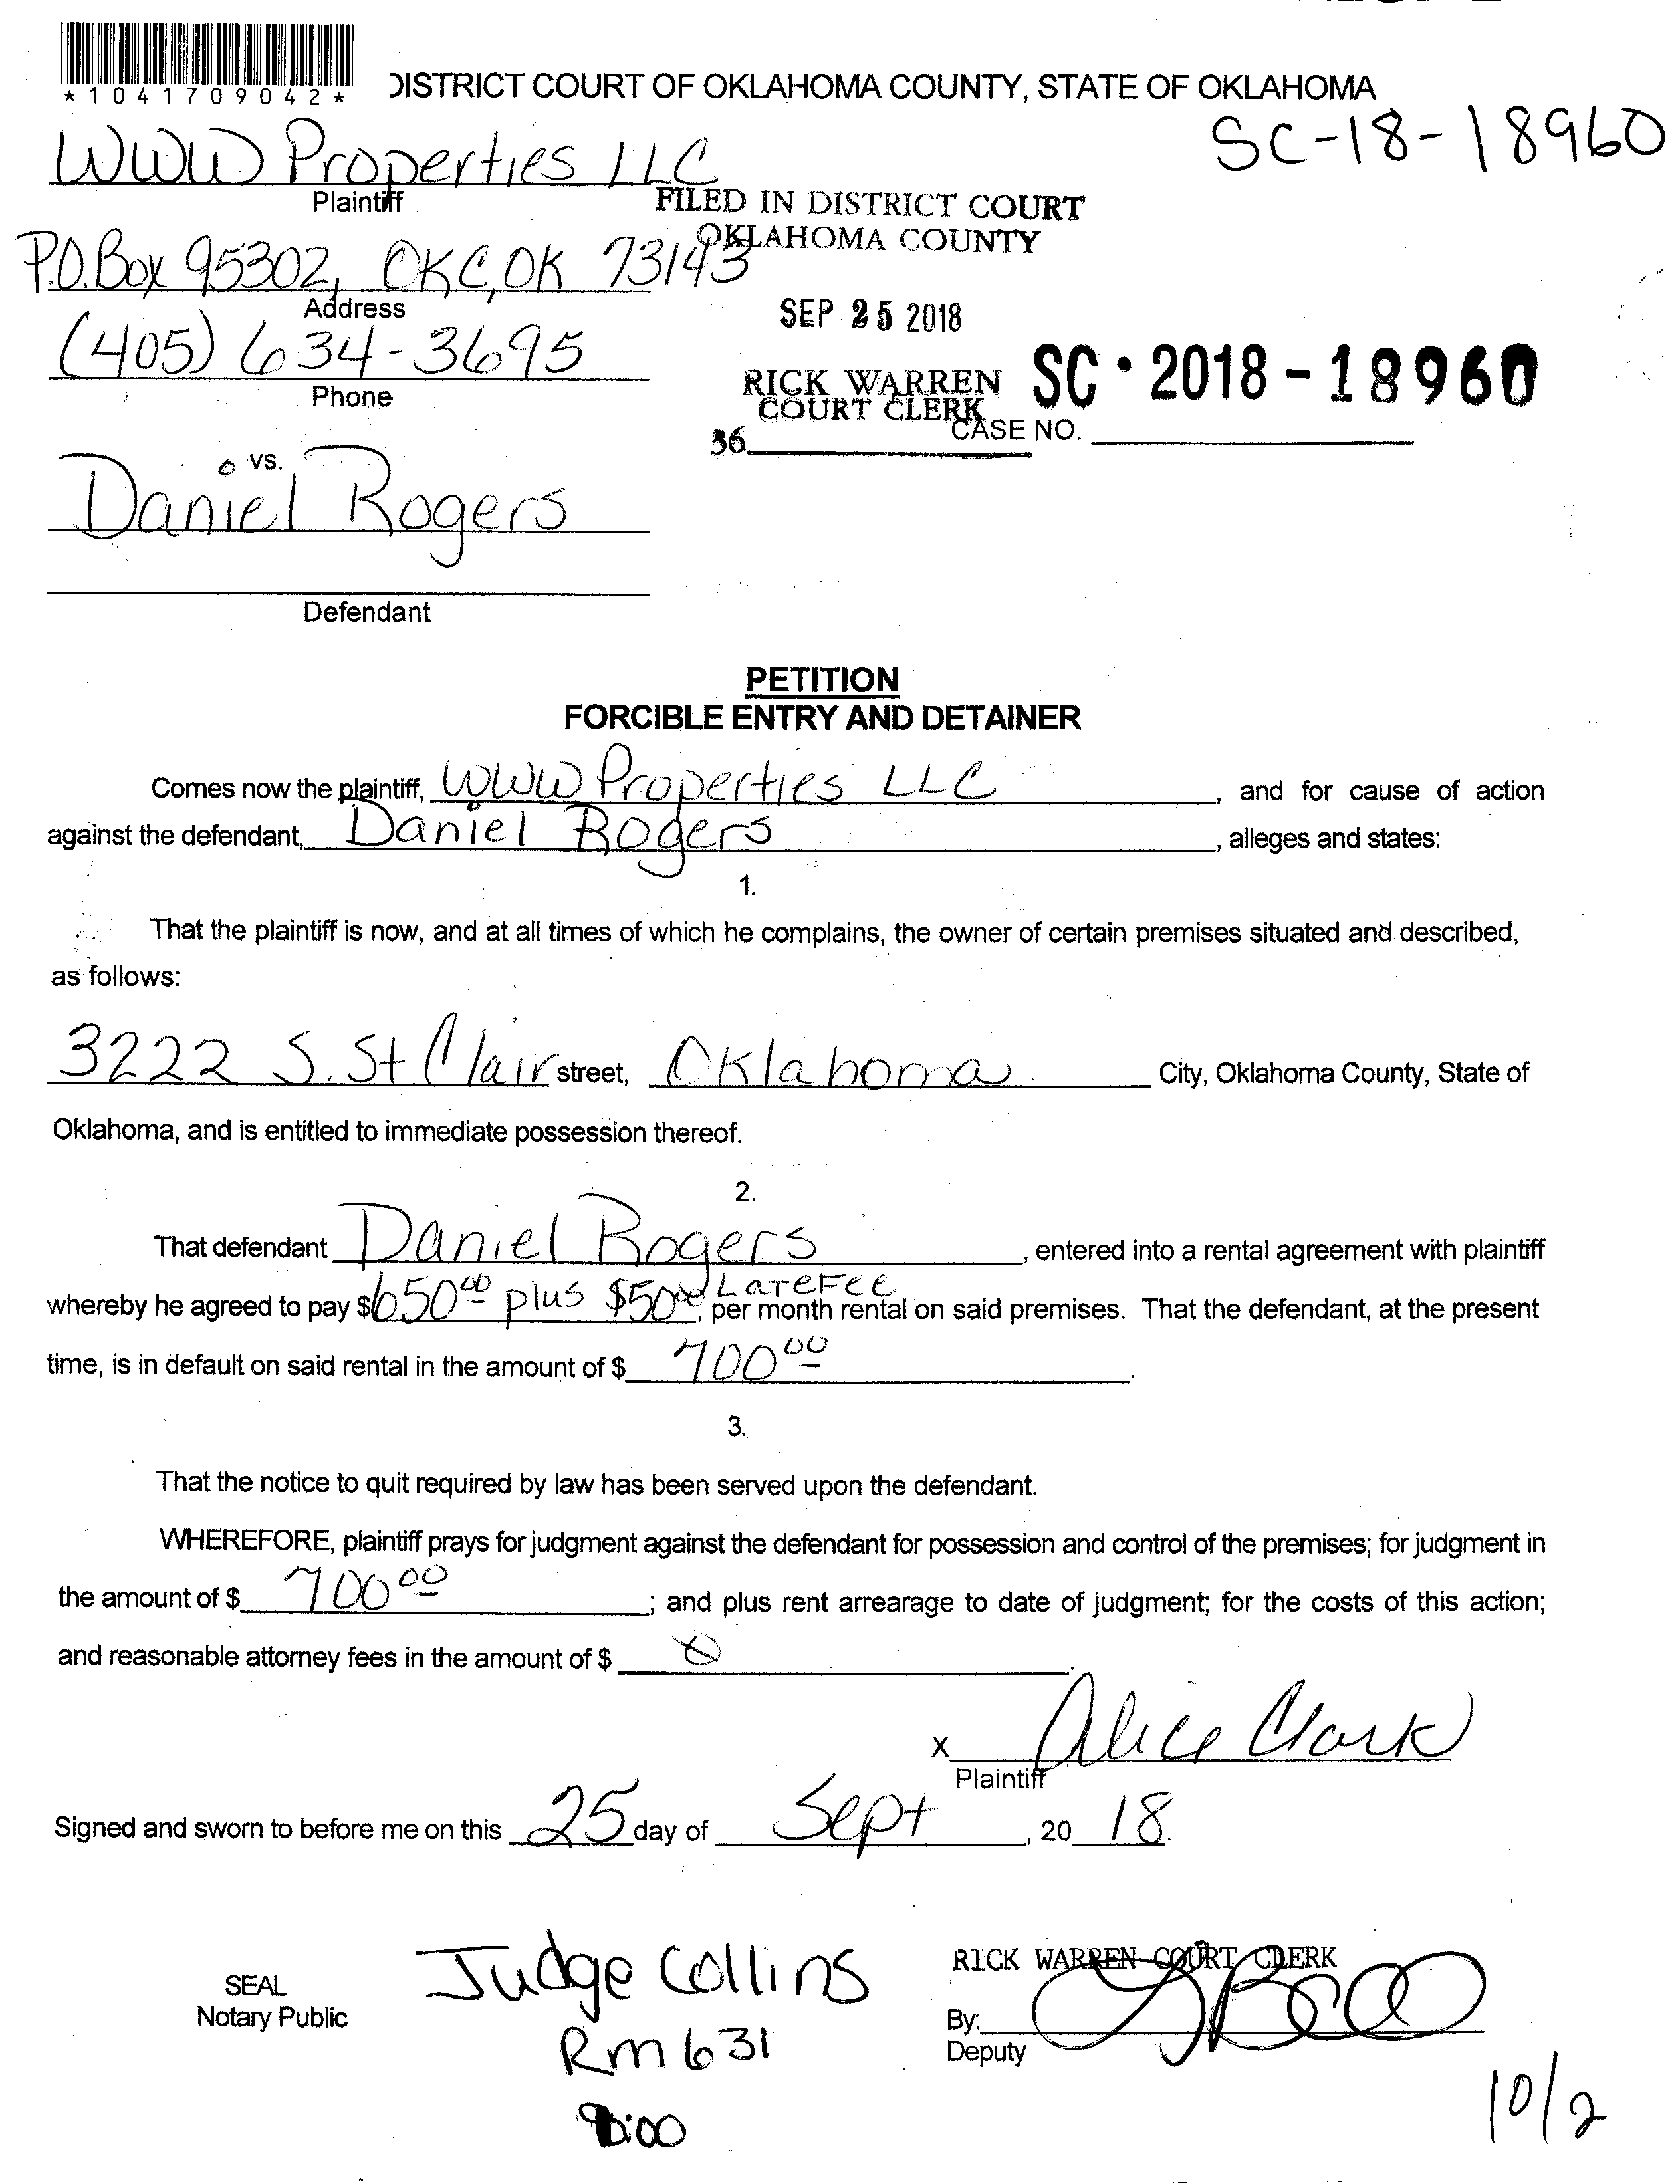 *1041709042*
DISTRICT COURT OF OKLAHOMA COUNTY, STATE OF OKLAHOMA
SC-18-18960
WWW Properties LLC
Plaintiff
FILED IN DISTRICT COURT
OKLAHOMA COUNTY
P.O. Box 95302, OKC, OK 73143
Address
SEP 25 2018
(405) 634-3695
Phone
RICK WARREN
COURT CLERK
SC·2018-18960
36
CASE NO.
vs.
Daniel Rogers
Defendant
PETITION
FORCIBLE ENTRY AND DETAINER
Comes now the plaintiff, WWW Properties LLC, and for cause of action
against the defendant, Daniel Rogers, alleges and states:
1.
That the plaintiff is now, and at all times of which he complains, the owner of certain premises situated and described,
as follows:
3222 S. St Clair street, Oklahoma City, Oklahoma County, State of
Oklahoma, and is entitled to immediate possession thereof.
2.
That defendant Daniel Rogers, entered into a rental agreement with plaintiff
whereby he agreed to pay $650.00 plus $50.00 LateFee, per month rental on said premises. That the defendant, at the present
time, is in default on said rental in the amount of $ 700.00.
3.
That the notice to quit required by law has been served upon the defendant.
WHEREFORE, plaintiff prays for judgment against the defendant for possession and control of the premises; for judgment in
the amount of $ 700.00; and plus rent arrearage to date of judgment; for the costs of this action;
and reasonable attorney fees in the amount of $ 0.
X Alice Clark
Plaintiff
Signed and sworn to before me on this 25 day of Sept, 2018.
SEAL
Notary Public
Judge Collins
Rm 631
RICK WARREN COURT CLERK
By:
Deputy
10/2